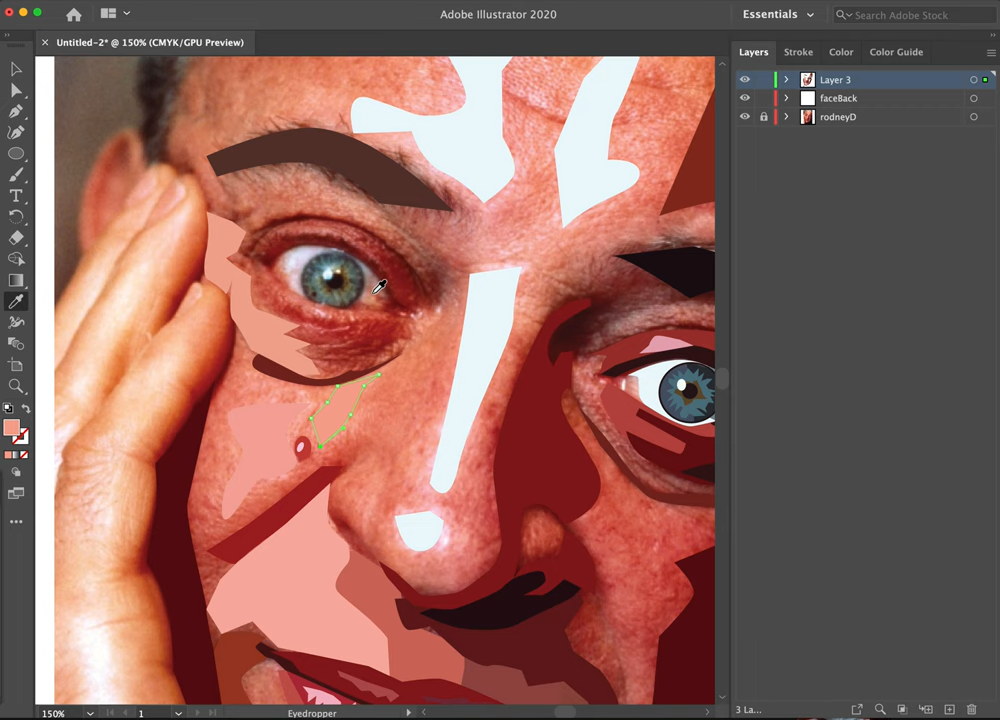 Adobe Illustrator 2020
Essentials
Search Adobe Stock
Untitled-2* @ 150% (CMYK/GPU Preview)
Layers Stroke Color Color Guide
Layer 3
faceBack
rodneyD
150% 1 Eyedropper 3 La...